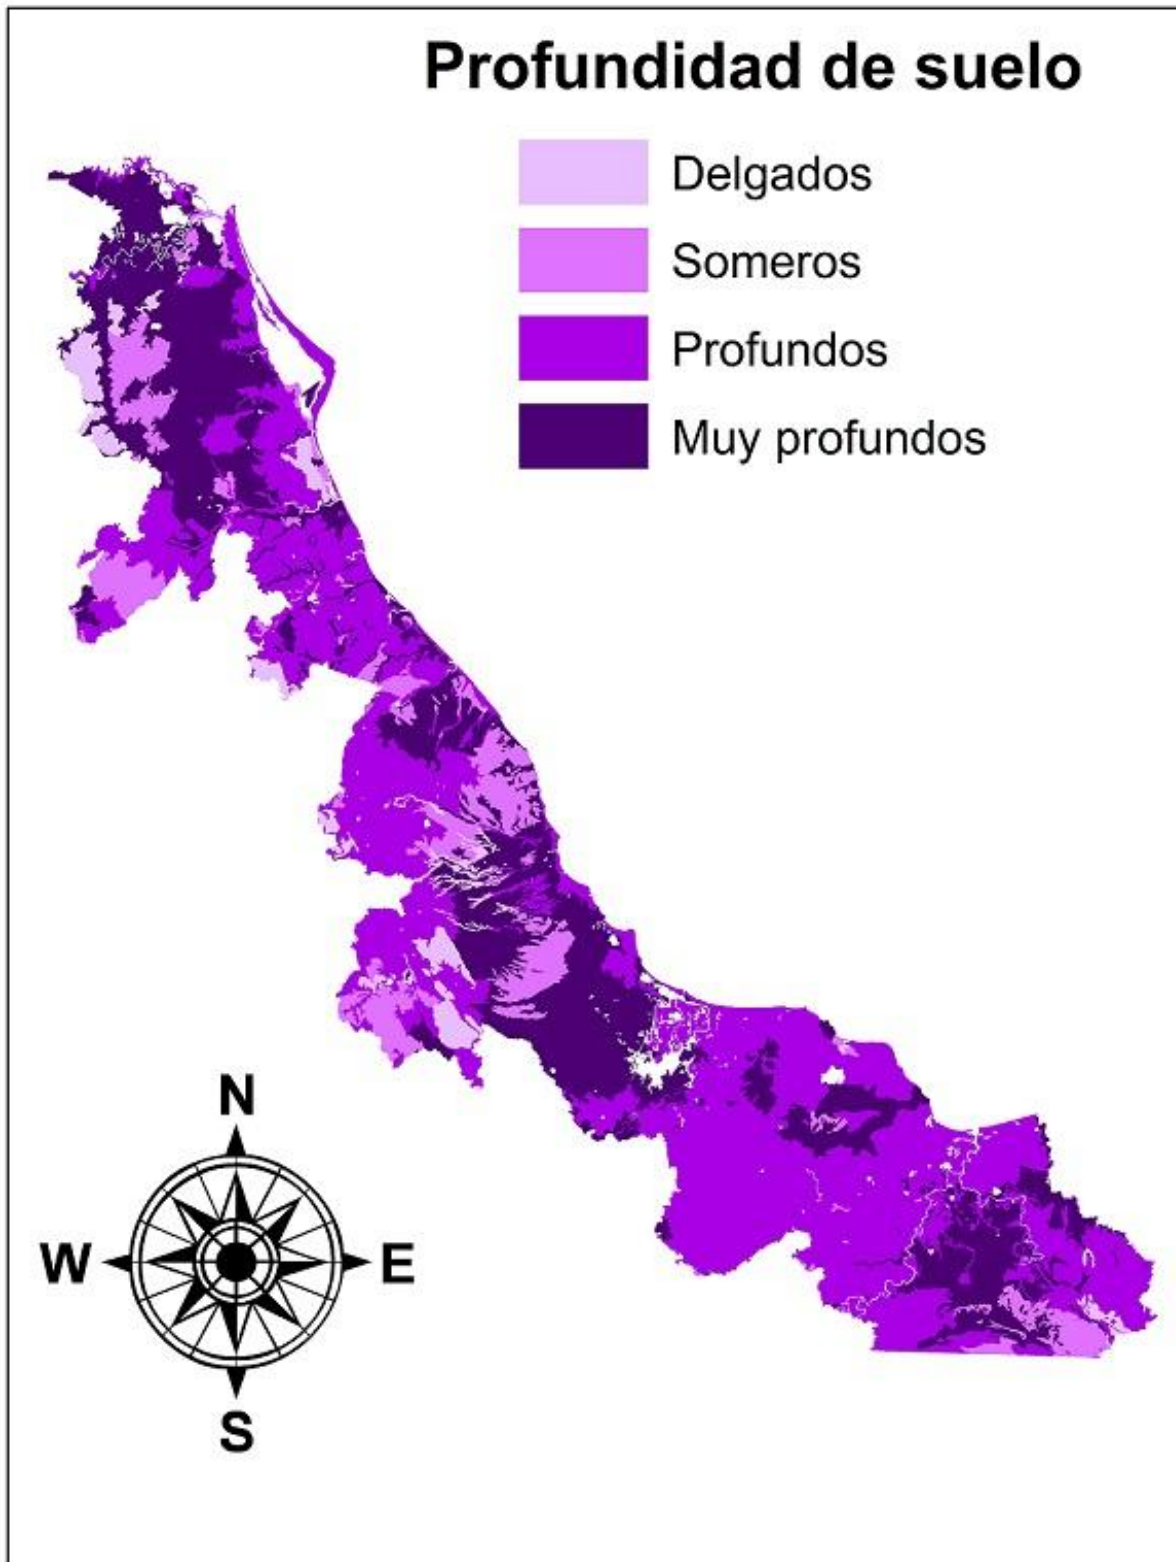 Profundidad de suelo
Delgados
Someros
Profundos
Muy profundos
N
W
E
S